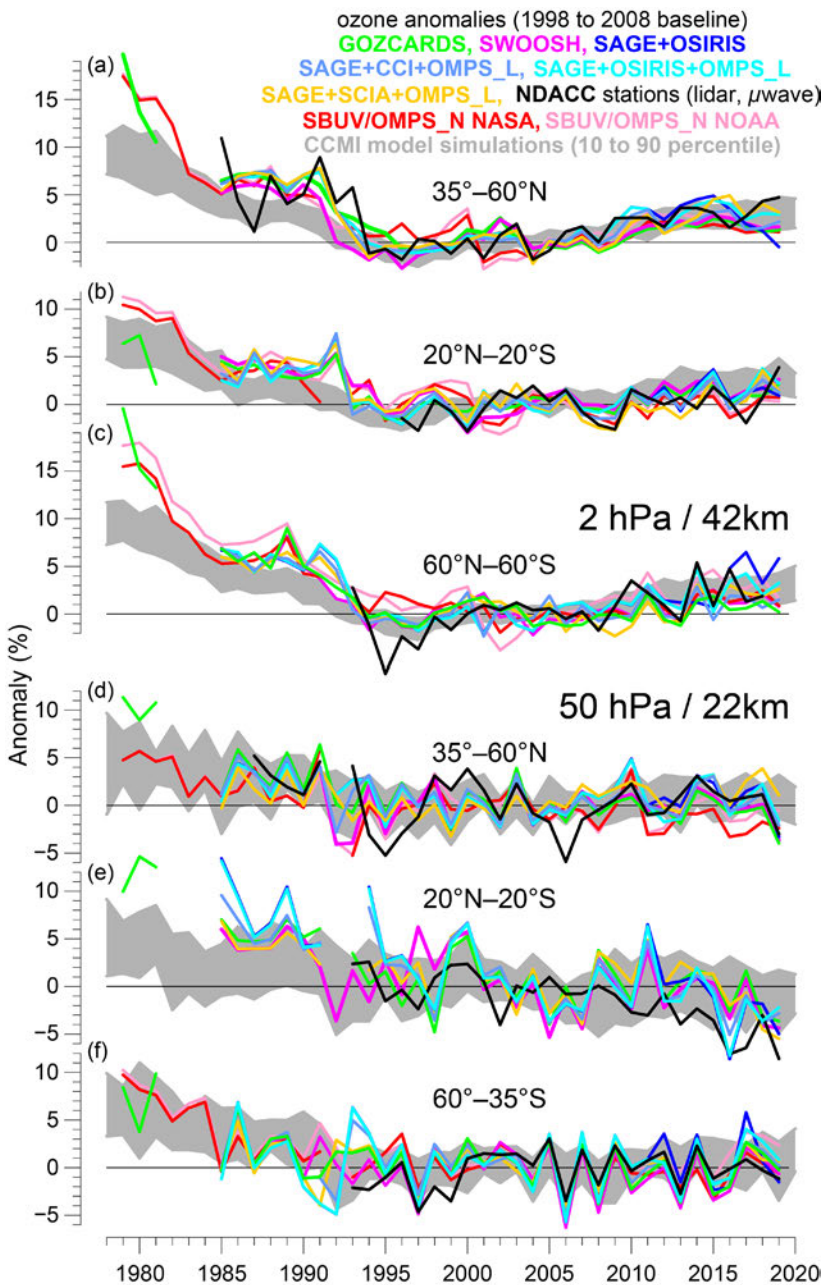 ozone anomalies (1998 to 2008 baseline)
GOZCARDS, SWOOSH, SAGE+OSIRIS
SAGE+CCI+OMPS_L, SAGE+OSIRIS+OMPS_L
SAGE+SCIA+OMPS_L, NDACC stations (lidar, μwave)
SBUV/OMPS_N NASA, SBUV/OMPS_N NOAA
CCMI model simulations (10 to 90 percentile)
Anomaly (%)
(a)
35°–60°N
15
10
5
0
(b)
20°N–20°S
10
5
0
(c)
2 hPa / 42km
60°N–60°S
15
10
5
0
(d)
50 hPa / 22km
35°–60°N
10
5
0
−5
(e)
20°N–20°S
10
5
0
−5
(f)
60°–35°S
10
5
0
−5
1980 1985 1990 1995 2000 2005 2010 2015 2020